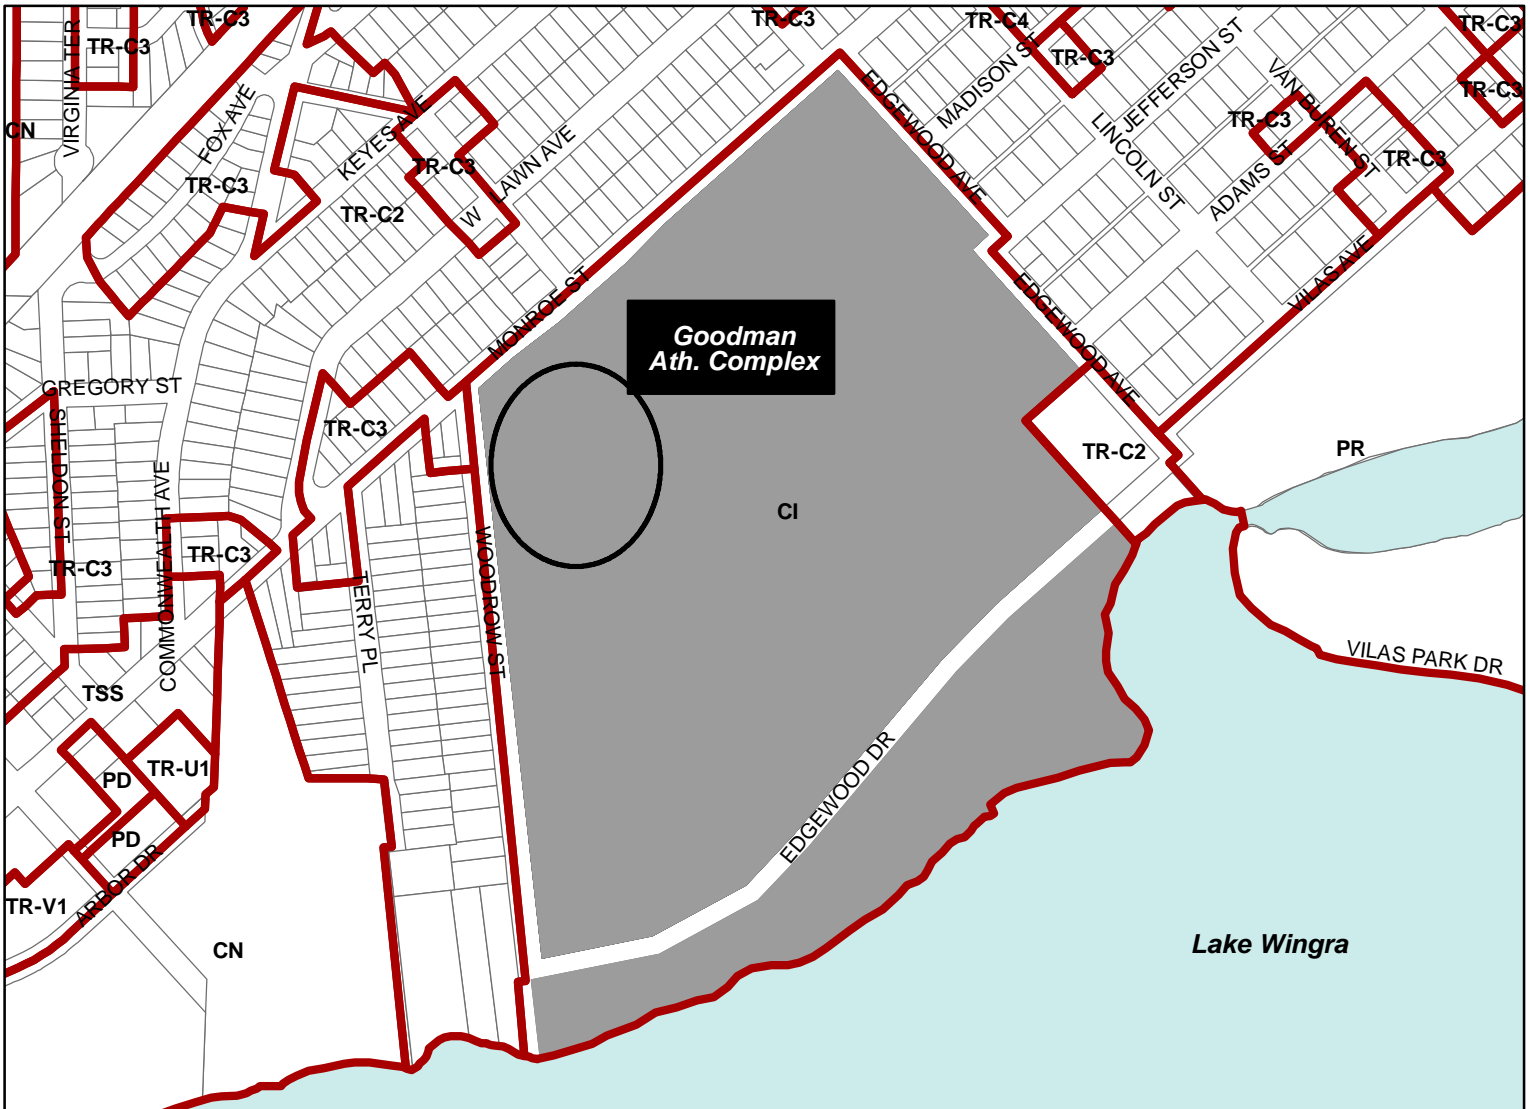 TR-C3
TR-C3
TR-C4
TR-C3
TR-C3
TR-C3
VIRGINIA TER
MADISON ST
JEFFERSON ST
TR-C3
CN
FOX AVE
KEYES AVE
EDGEWOOD AVE
LINCOLN ST
VAN BUREN ST
TR-C3
TR-C3
TR-C3
TR-C3
W LAWN AVE
ADAMS ST
TR-C3
TR-C2
MONROE ST
EDGEWOOD AVE
VILAS AVE
Goodman
Ath. Complex
GREGORY ST
SHELDON ST
COMMONWEALTH AVE
TR-C3
TR-C2
PR
CI
TR-C3
TR-C3
TERRY PL
WOODROW ST
VILAS PARK DR
TSS
TR-U1
PD
PD
EDGEWOOD DR
TR-V1
ARBOR DR
CN
Lake Wingra